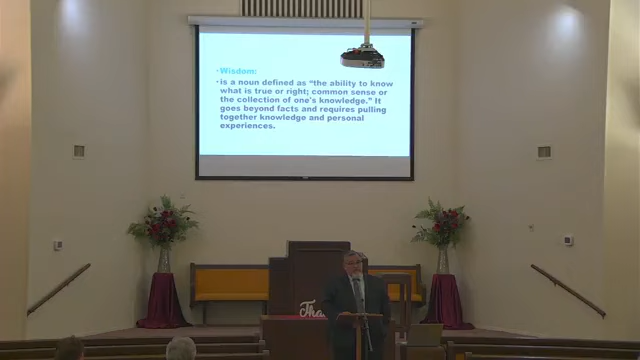 • Wisdom:
• is a noun defined as “the ability to know
what is true or right; common sense or
the collection of one's knowledge.” It
goes beyond facts and requires pulling
together knowledge and personal
experiences.